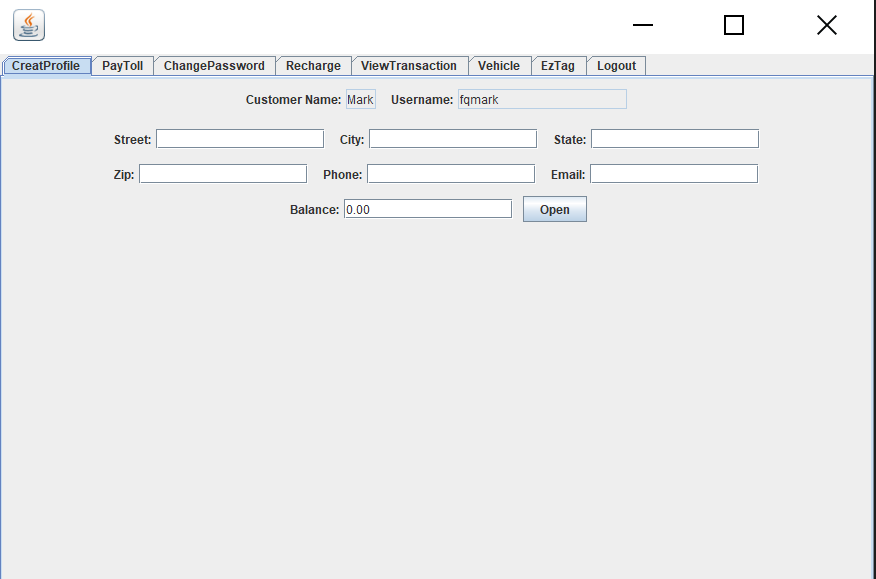 CreatProfile PayToll ChangePassword Recharge ViewTransaction Vehicle EzTag Logout
Customer Name: Mark Username: fqmark
Street: City: State:
Zip: Phone: Email:
Balance: 0.00 Open